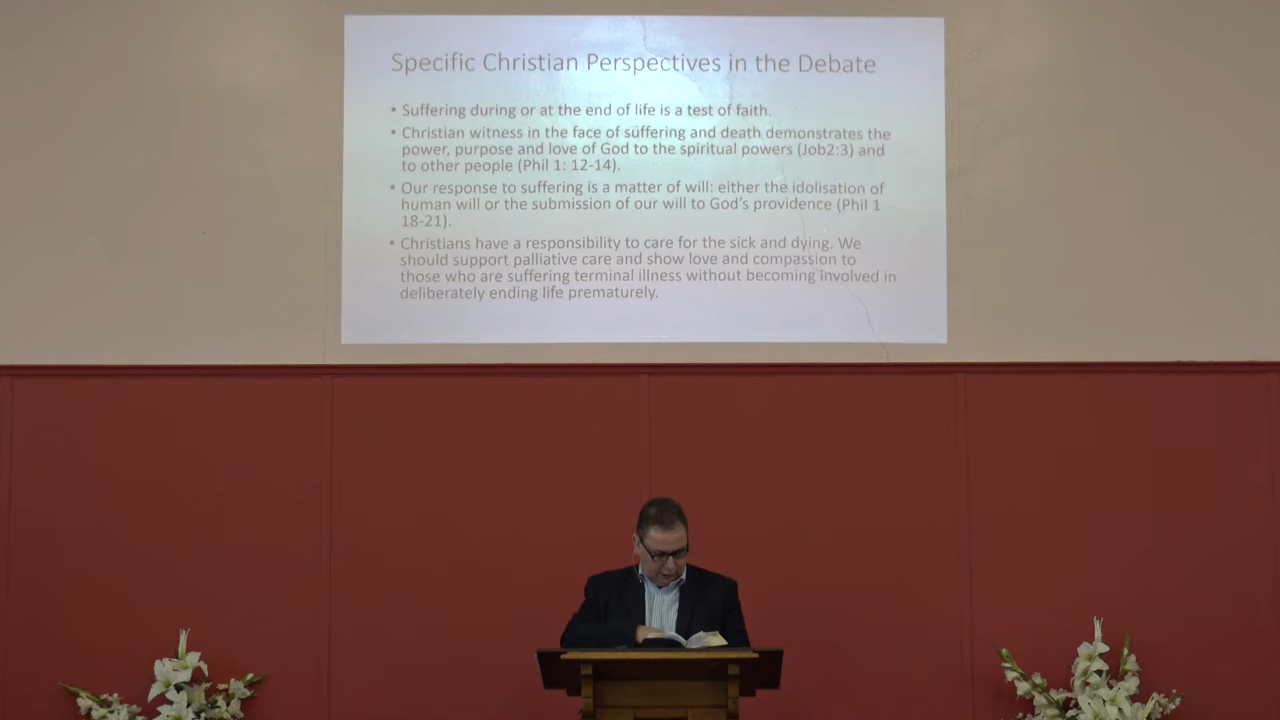 Specific Christian Perspectives in the Debate
• Suffering during or at the end of life is a test of faith.
• Christian witness in the face of suffering and death demonstrates the
power, purpose and love of God to the spiritual powers (Job2:3) and
to other people (Phil 1: 12-14).
• Our response to suffering is a matter of will: either the idolisation of
human will or the submission of our will to God's providence (Phil 1
18-21).
• Christians have a responsibility to care for the sick and dying. We
should support palliative care and show love and compassion to
those who are suffering terminal illness without becoming involved in
deliberately ending life prematurely.